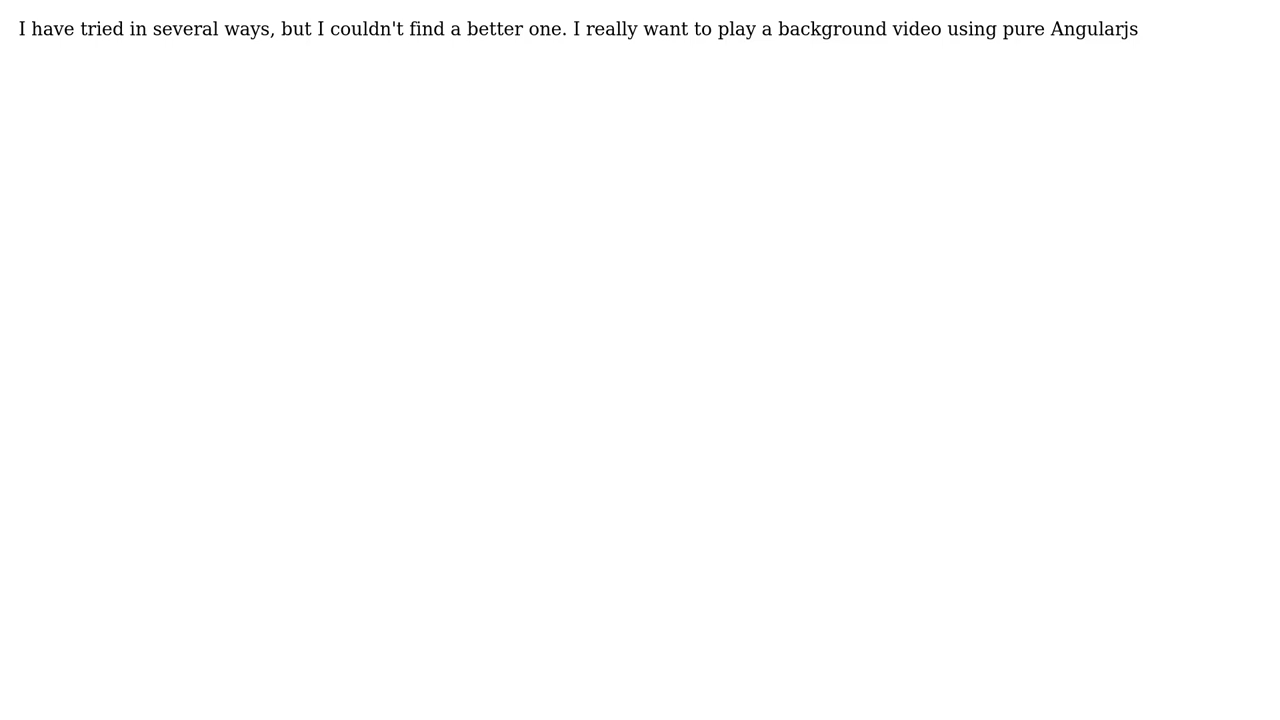 I have tried in several ways, but I couldn't find a better one. I really want to play a background video using pure Angularjs